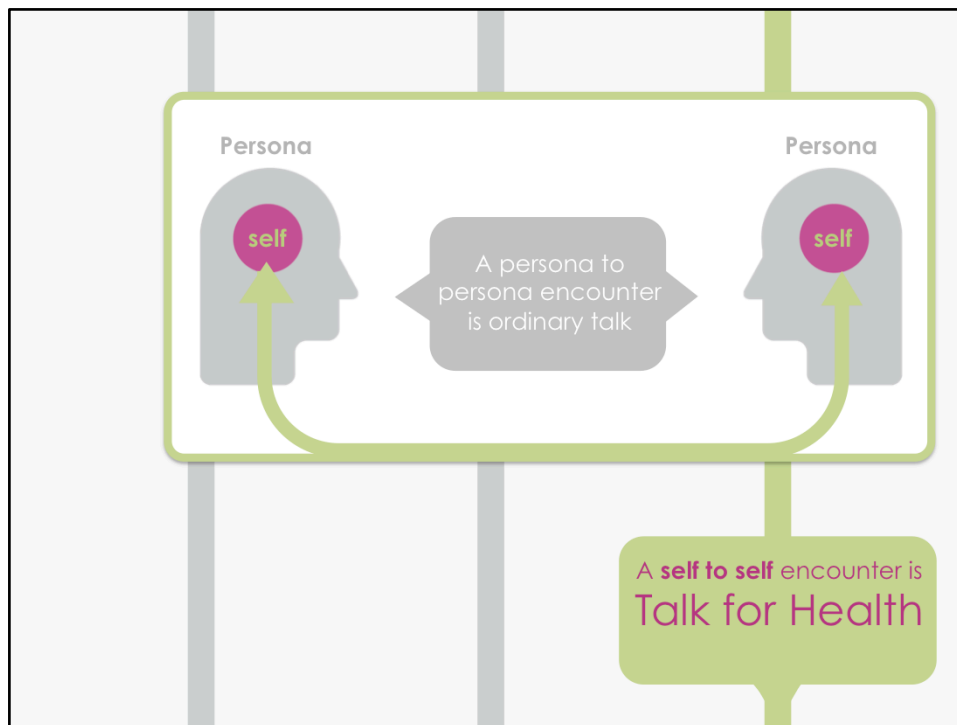 Persona
Persona
self
self
A persona to
persona encounter
is ordinary talk
A self to self encounter is
Talk for Health